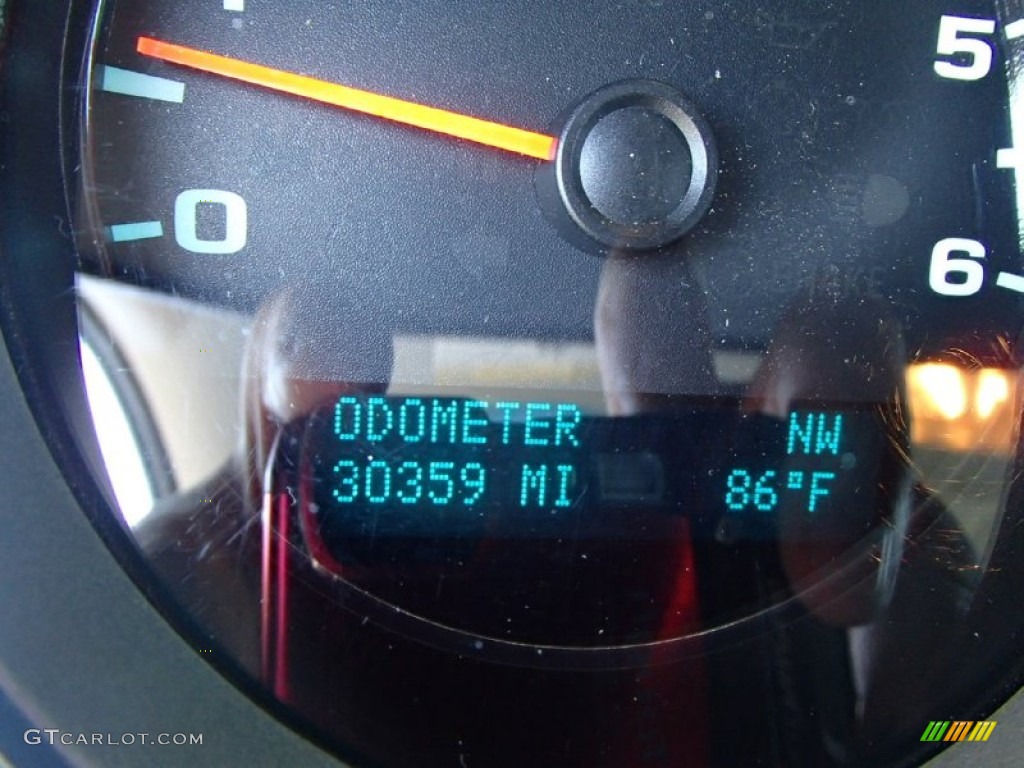 5
0
6
ODOMETER NW
30359 MI 86°F
GTCARLOT.COM